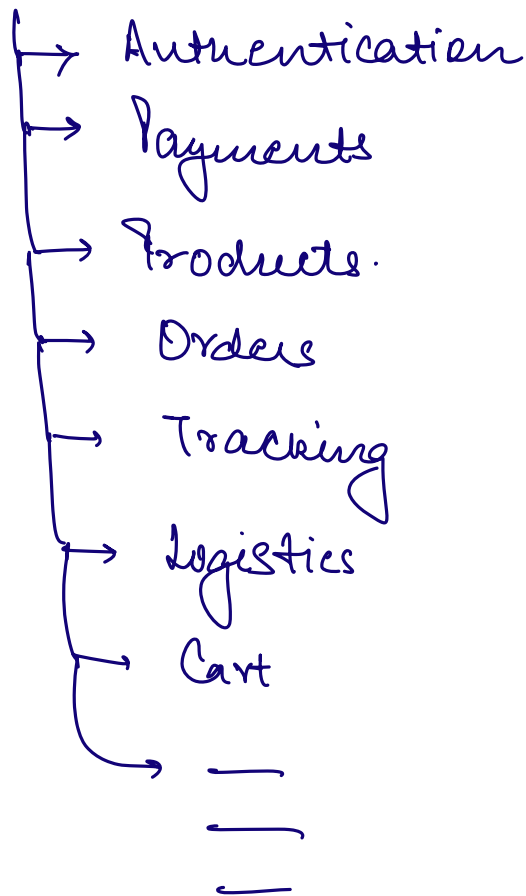 Authentication
Payments
Products.
Orders
Tracking
Logistics
Cart